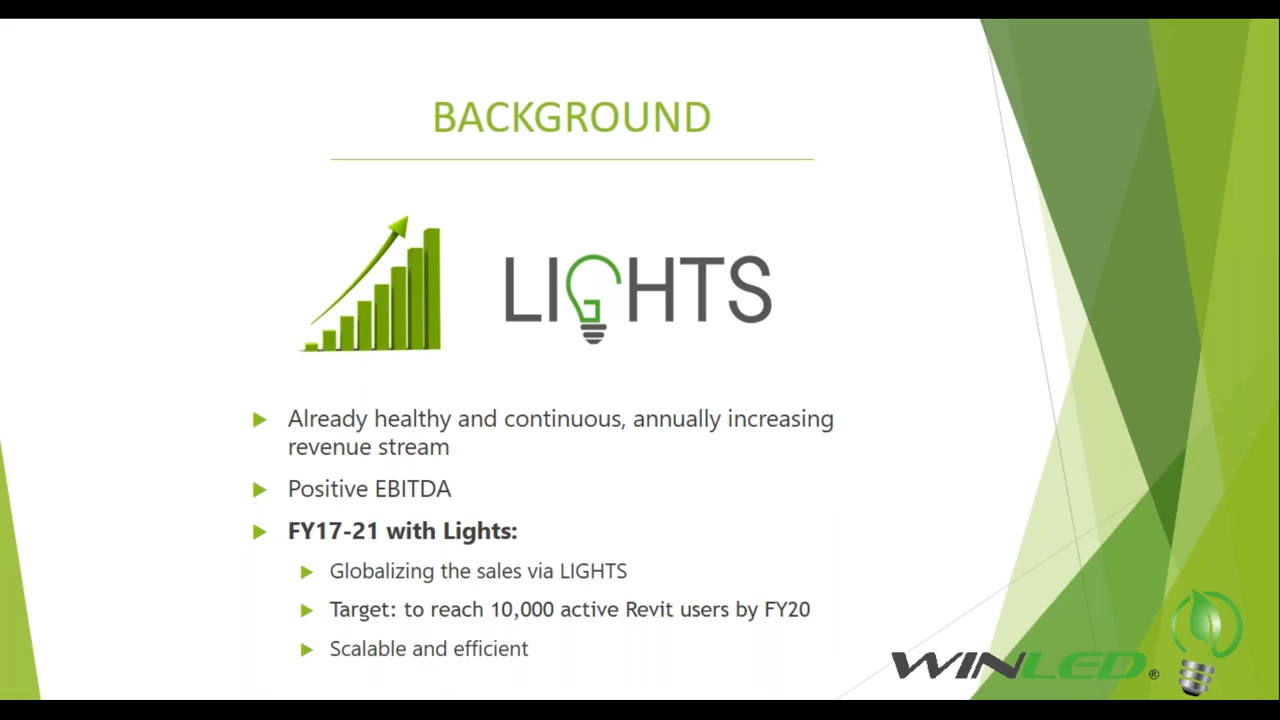 BACKGROUND
LIGHTS
Already healthy and continuous, annually increasing
revenue stream
Positive EBITDA
FY17-21 with Lights:
Globalizing the sales via LIGHTS
Target: to reach 10,000 active Revit users by FY20
Scalable and efficient
WINLED®